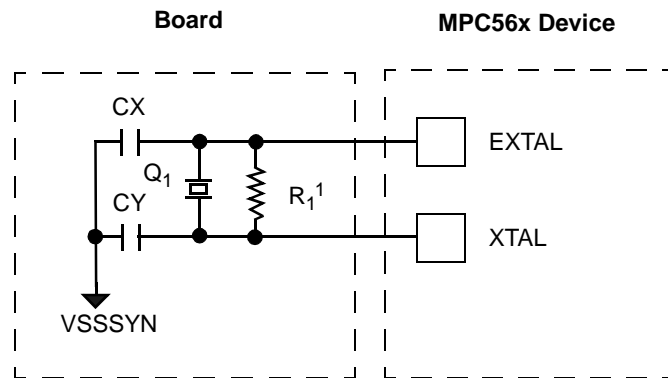 Board
MPC56x Device
CX
EXTAL
Q1
R1¹
CY
XTAL
VSSSYN